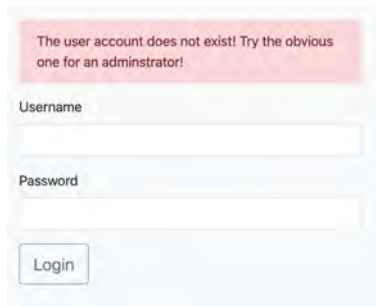 The user account does not exist! Try the obvious
one for an adminstrator!
Username
Password
Login